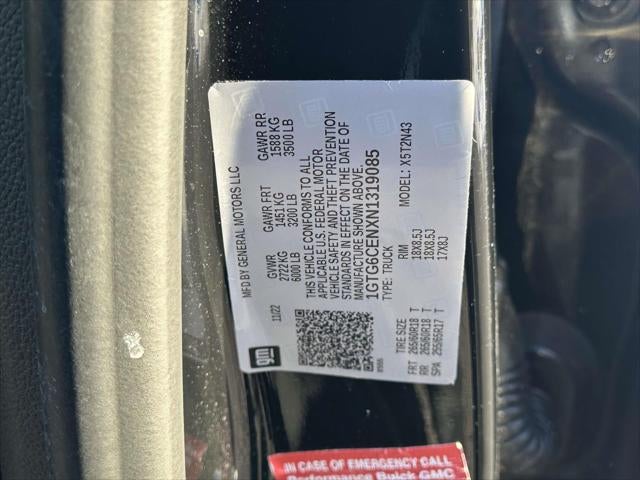 MFD BY GENERAL MOTORS LLC
11/22
GVWR GAWR FRT GAWR RR
2722 KG 1451 KG 1588 KG
6000 LB 3200 LB 3500 LB
THIS VEHICLE CONFORMS TO ALL
APPLICABLE U.S. FEDERAL MOTOR
VEHICLE SAFETY AND THEFT PREVENTION
STANDARDS IN EFFECT ON THE DATE OF
MANUFACTURE SHOWN ABOVE.
1GTG6CENXN1319085
TYPE: TRUCK MODEL: X5T2N43
TIRE SIZE RIM
FRT 265/60R18 T 18X8.5J
RR 265/60R18 T 18X8.5J
SPA 265/65R17 T 17X8J
gm
IN CASE OF EMERGENCY CALL
Performance Buick GMC